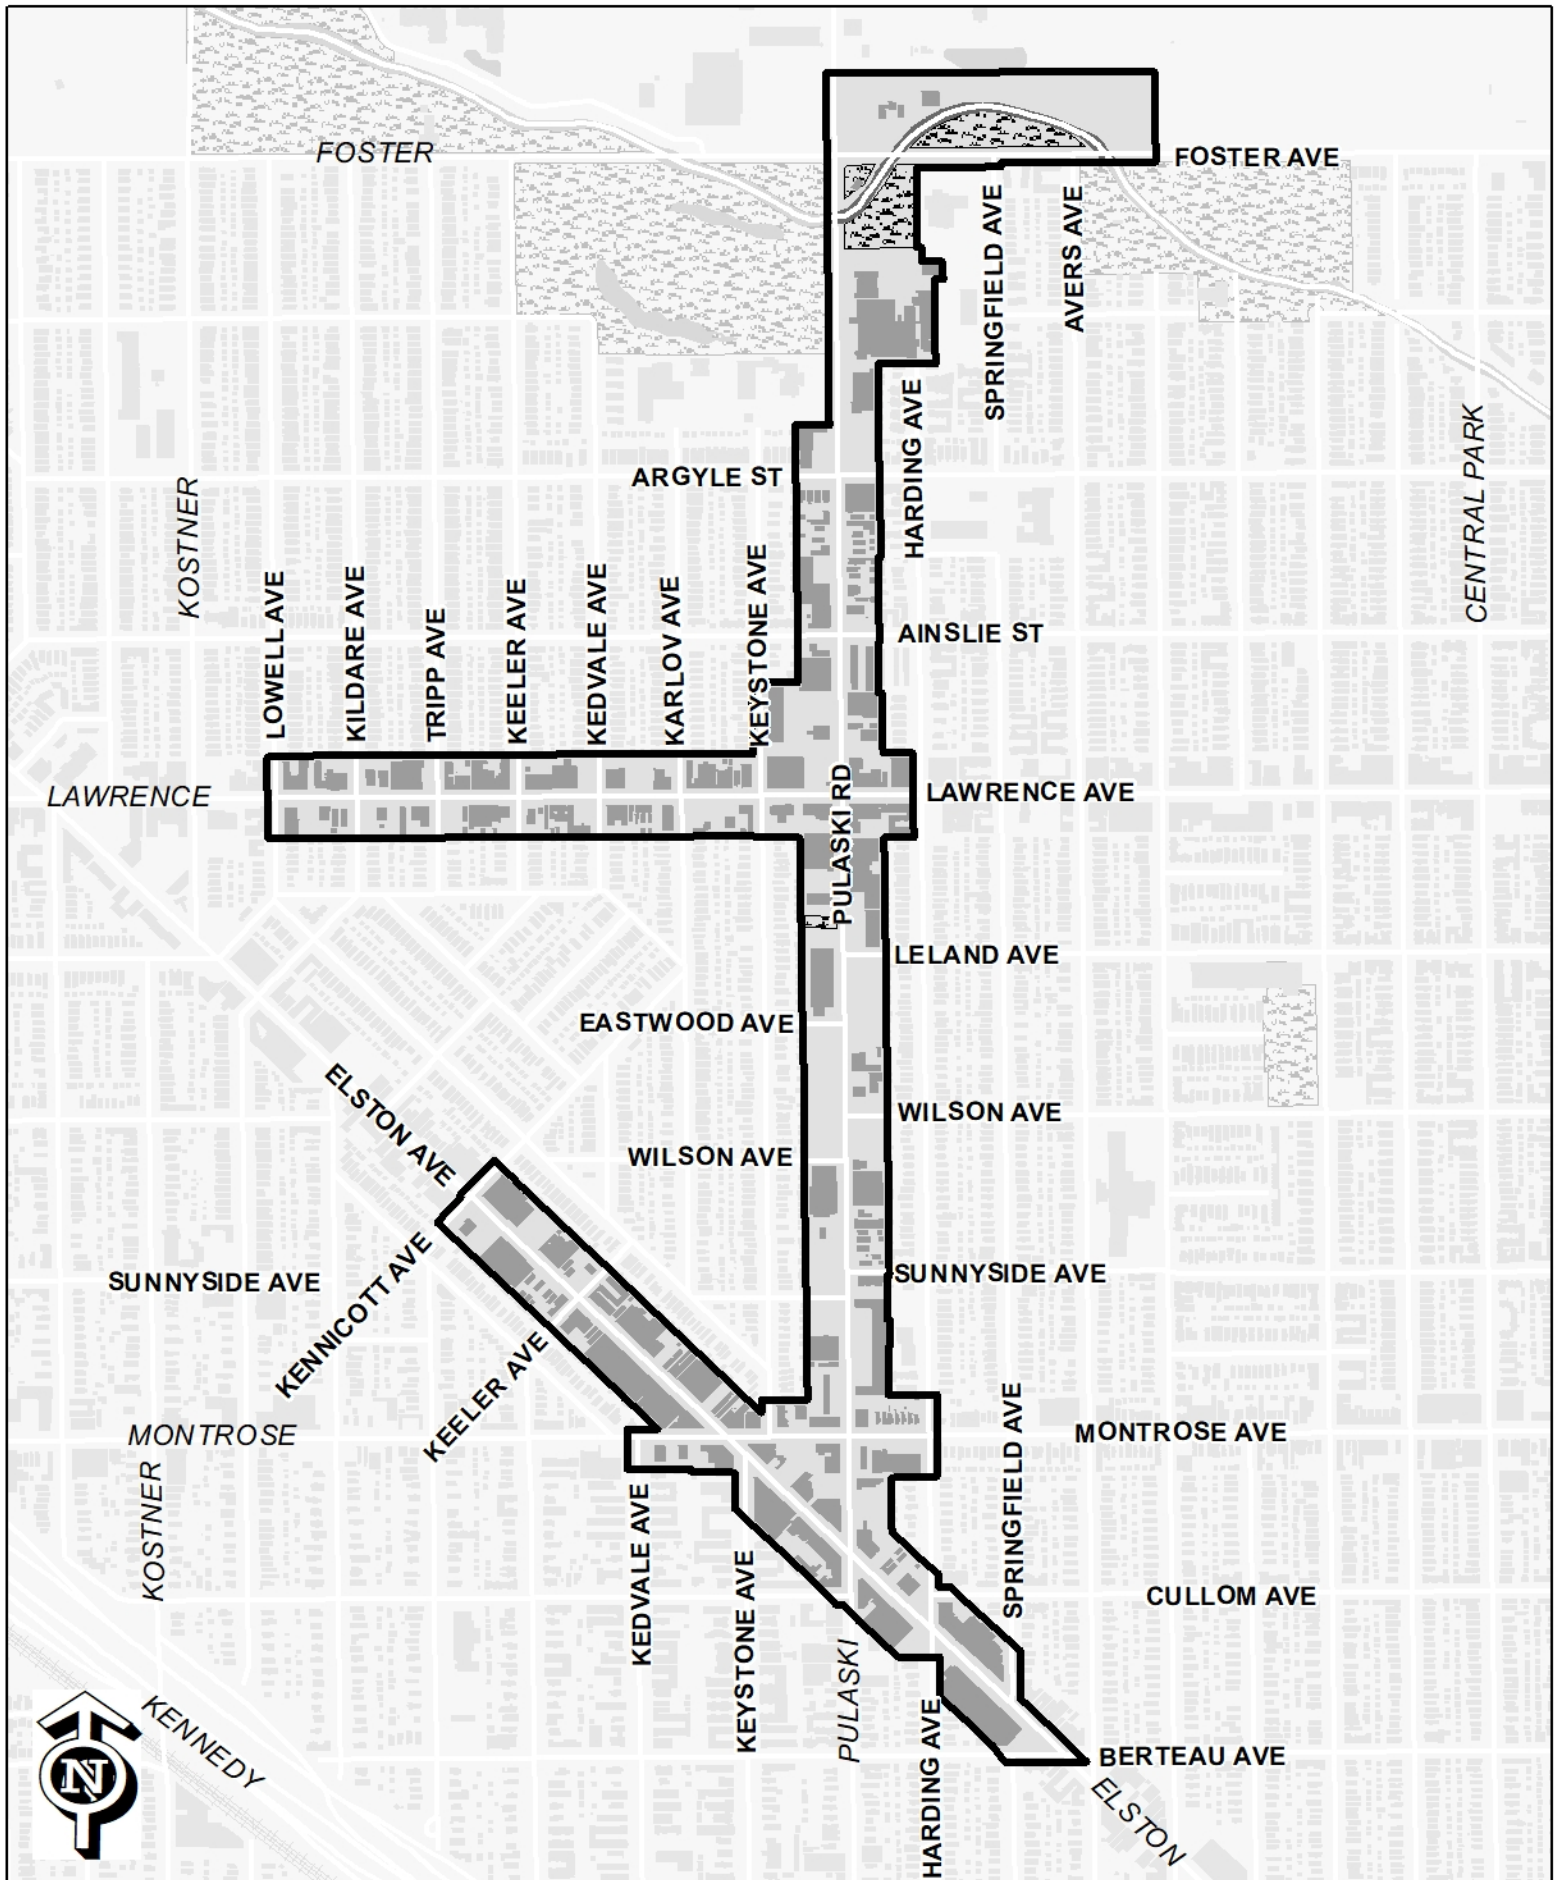 FOSTER
FOSTER AVE
SPRINGFIELD AVE
AVERS AVE
HARDING AVE
ARGYLE ST
KOSTNER
CENTRAL PARK
LOWELL AVE
KILDARE AVE
TRIPP AVE
KEELER AVE
KEDVALE AVE
KARLOV AVE
KEYSTONE AVE
AINSLIE ST
LAWRENCE
PULASKI RD
LAWRENCE AVE
LELAND AVE
EASTWOOD AVE
ELSTON AVE
WILSON AVE
WILSON AVE
SUNNYSIDE AVE
KENNICOTT AVE
SUNNYSIDE AVE
KEELER AVE
MONTROSE
SPRINGFIELD AVE
MONTROSE AVE
KOSTNER
KEDVALE AVE
KEYSTONE AVE
CULLOM AVE
PULASKI
HARDING AVE
KENNEDY
N
BERTEAU AVE
ELSTON